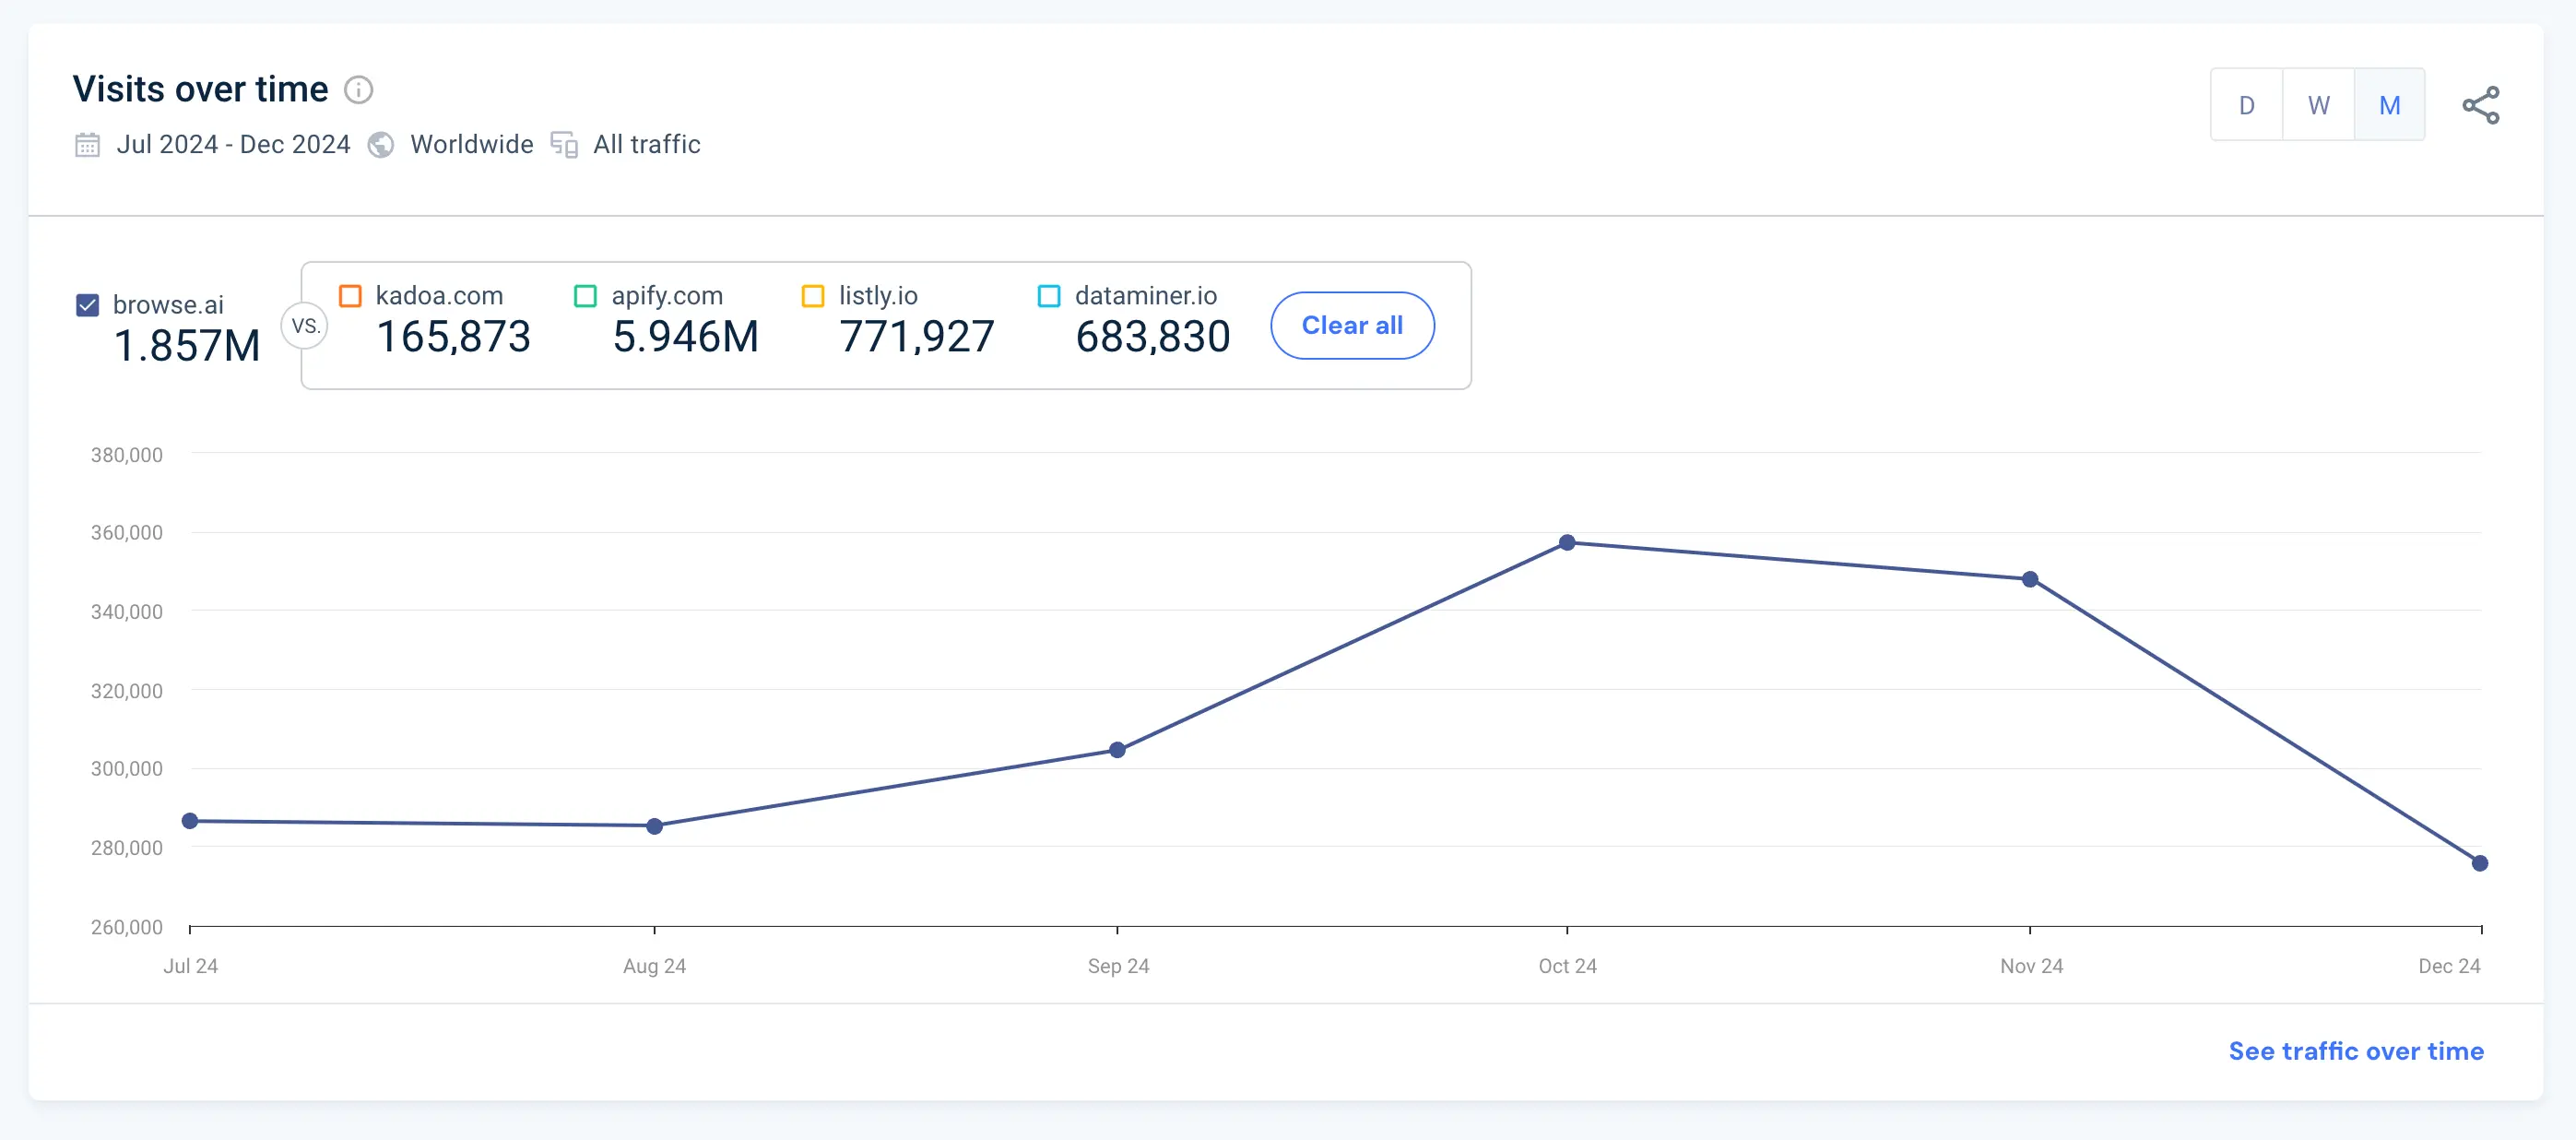 Visits over time
Jul 2024 - Dec 2024 Worldwide All traffic
D W M
browse.ai
1.857M
VS.
kadoa.com
165,873
apify.com
5.946M
listly.io
771,927
dataminer.io
683,830
Clear all
380,000
360,000
340,000
320,000
300,000
280,000
260,000
Jul 24 Aug 24 Sep 24 Oct 24 Nov 24 Dec 24
See traffic over time